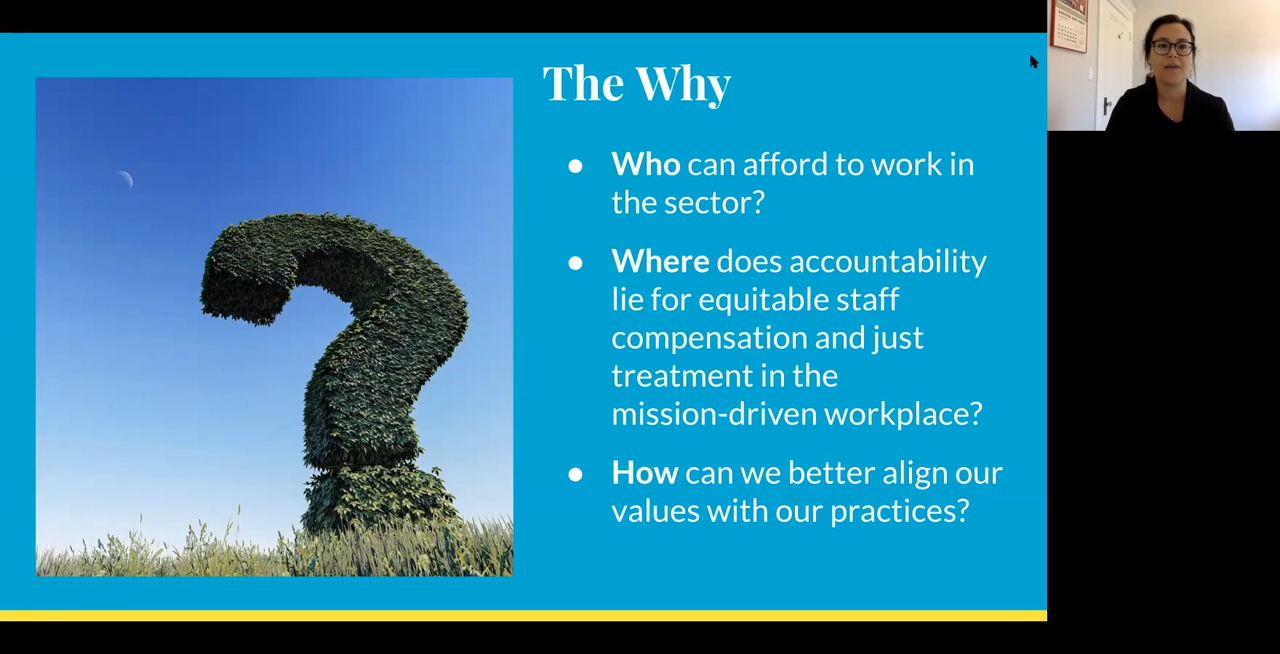 The Why
● Who can afford to work in
the sector?
● Where does accountability
lie for equitable staff
compensation and just
treatment in the
mission-driven workplace?
● How can we better align our
values with our practices?